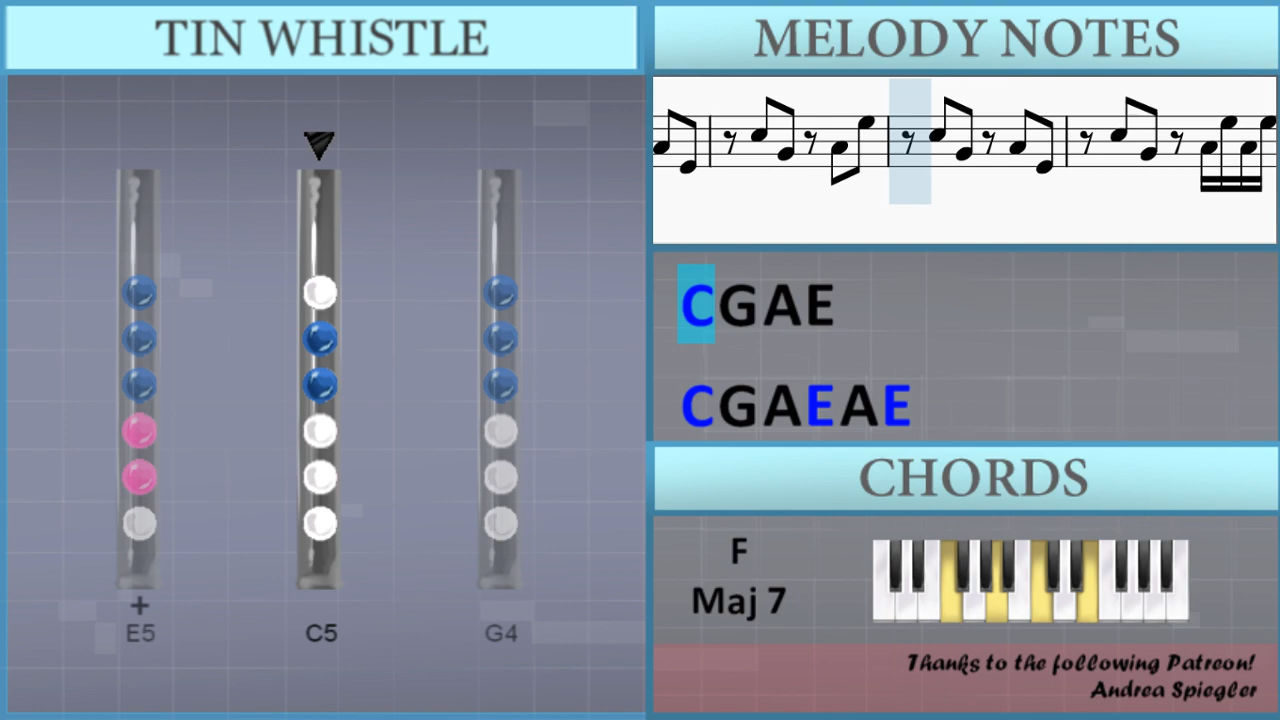 TIN WHISTLE
+
E5
C5
G4
MELODY NOTES
CGAE
CGAEAE
CHORDS
F
Maj 7
Thanks to the following Patreon!
Andrea Spiegler